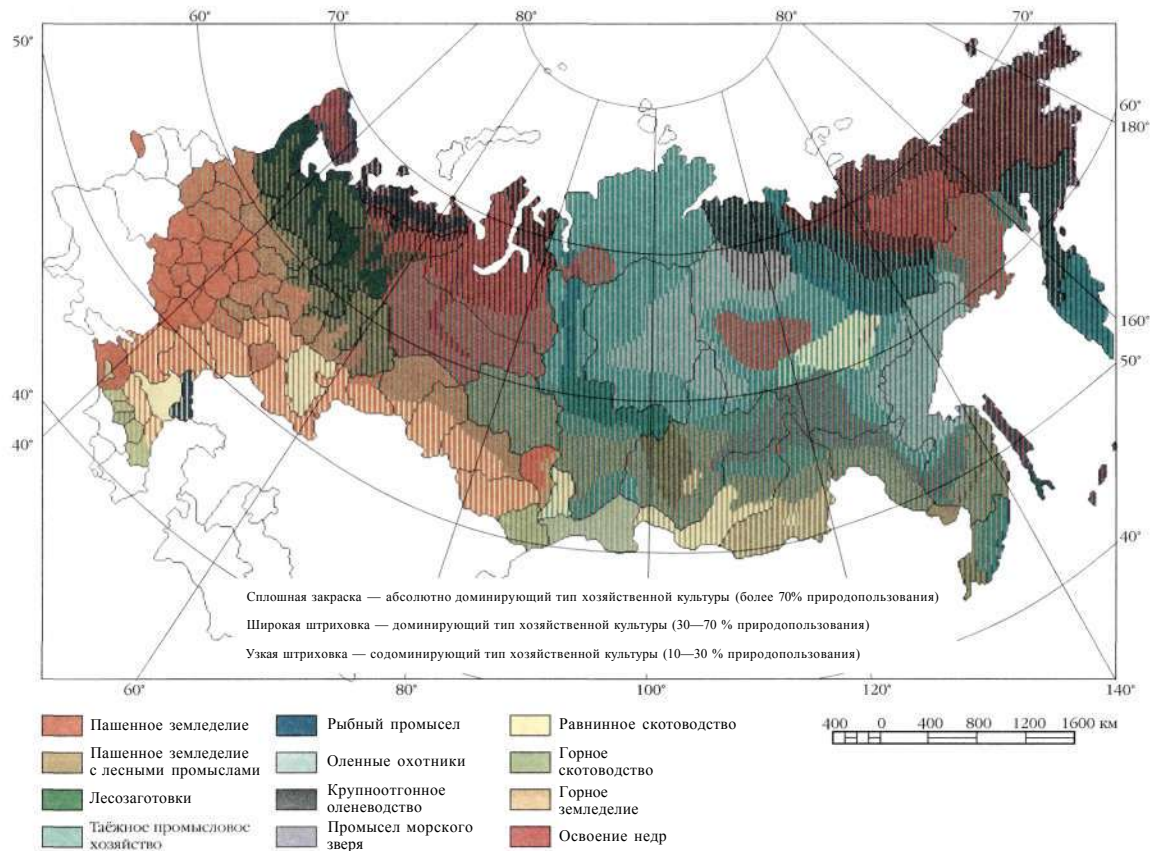 60°
70°
80°
80°
70°
50°
60°
180°
160°
50°
40°
40°
40°
Сплошная закраска — абсолютно доминирующий тип хозяйственной культуры (более 70% природопользования)
Широкая штриховка — доминирующий тип хозяйственной культуры (30—70 % природопользования)
Узкая штриховка — содоминирующий тип хозяйственной культуры (10—30 % природопользования)
60°
80°
100°
120°
140°
Пашенное земледелие
Пашенное земледелие
с лесными промыслами
Лесозаготовки
Таёжное промысловое
хозяйство
Рыбный промысел
Оленные охотники
Крупноотгонное
оленеводство
Промысел морского
зверя
Равнинное скотоводство
Горное
скотоводство
Горное
земледелие
Освоение недр
400 0 400 800 1200 1600 км